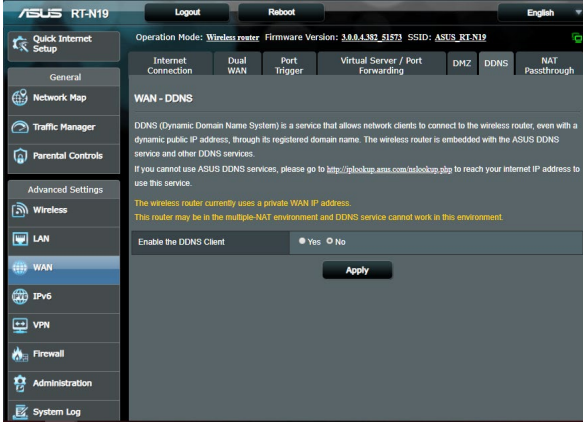 ASUS RT-N19 Logout Reboot English
Quick Internet Setup
Operation Mode: Wireless router Firmware Version: 3.0.0.4.382_51573 SSID: ASUS_RT-N19
General
Network Map
Traffic Manager
Parental Controls
Advanced Settings
Wireless
LAN
WAN
IPv6
VPN
Firewall
Administration
System Log
Internet Connection
Dual WAN
Port Trigger
Virtual Server / Port Forwarding
DMZ
DDNS
NAT Passthrough
WAN - DDNS
DDNS (Dynamic Domain Name System) is a service that allows network clients to connect to the wireless router, even with a
dynamic public IP address, through its registered domain name. The wireless router is embedded with the ASUS DDNS
service and other DDNS services.
If you cannot use ASUS DDNS services, please go to http://iplookup.asus.com/nslookup.php to reach your internet IP address to
use this service.
The wireless router currently uses a private WAN IP
address.
This router may be in the multiple-NAT environment and DDNS service cannot work in this environment.
Enable the DDNS Client Yes No
Apply